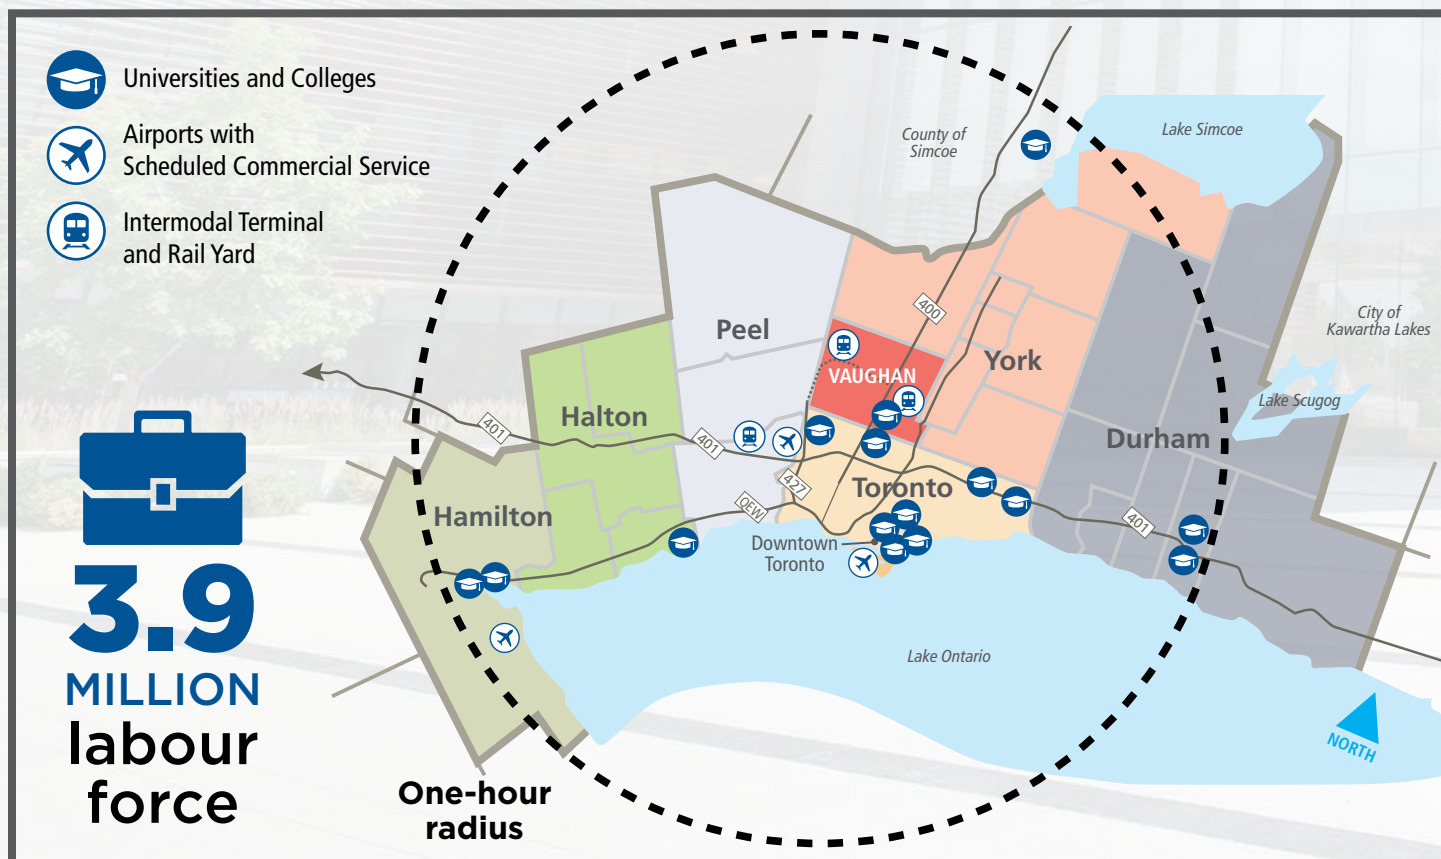 Universities and Colleges
Airports with
Scheduled Commercial Service
Intermodal Terminal
and Rail Yard
3.9
MILLION
labour
force
One-hour
radius
County of
Simcoe
Lake Simcoe
City of
Kawartha Lakes
Lake Scugog
Peel
400
VAUGHAN
York
Halton
Durham
401
401
427
QEW
Toronto
401
Hamilton
Downtown
Toronto
Lake Ontario
NORTH